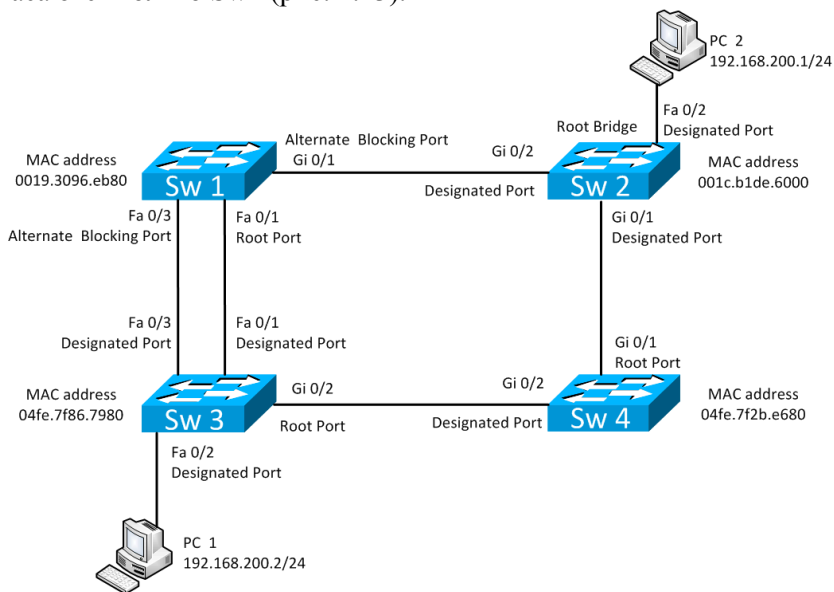 PC 2
192.168.200.1/24
Fa 0/2
Root Bridge
Designated Port
Alternate Blocking Port
MAC address
0019.3096.eb80
Gi 0/1
Gi 0/2
Sw 1
Sw 2
MAC address
001c.b1de.6000
Designated Port
Fa 0/3
Alternate Blocking Port
Fa 0/1
Root Port
Gi 0/1
Designated Port
Fa 0/3
Designated Port
Fa 0/1
Designated Port
Gi 0/1
Root Port
MAC address
04fe.7f86.7980
Gi 0/2
Gi 0/2
Sw 3
Sw 4
MAC address
04fe.7f2b.e680
Root Port
Designated Port
Fa 0/2
Designated Port
PC 1
192.168.200.2/24